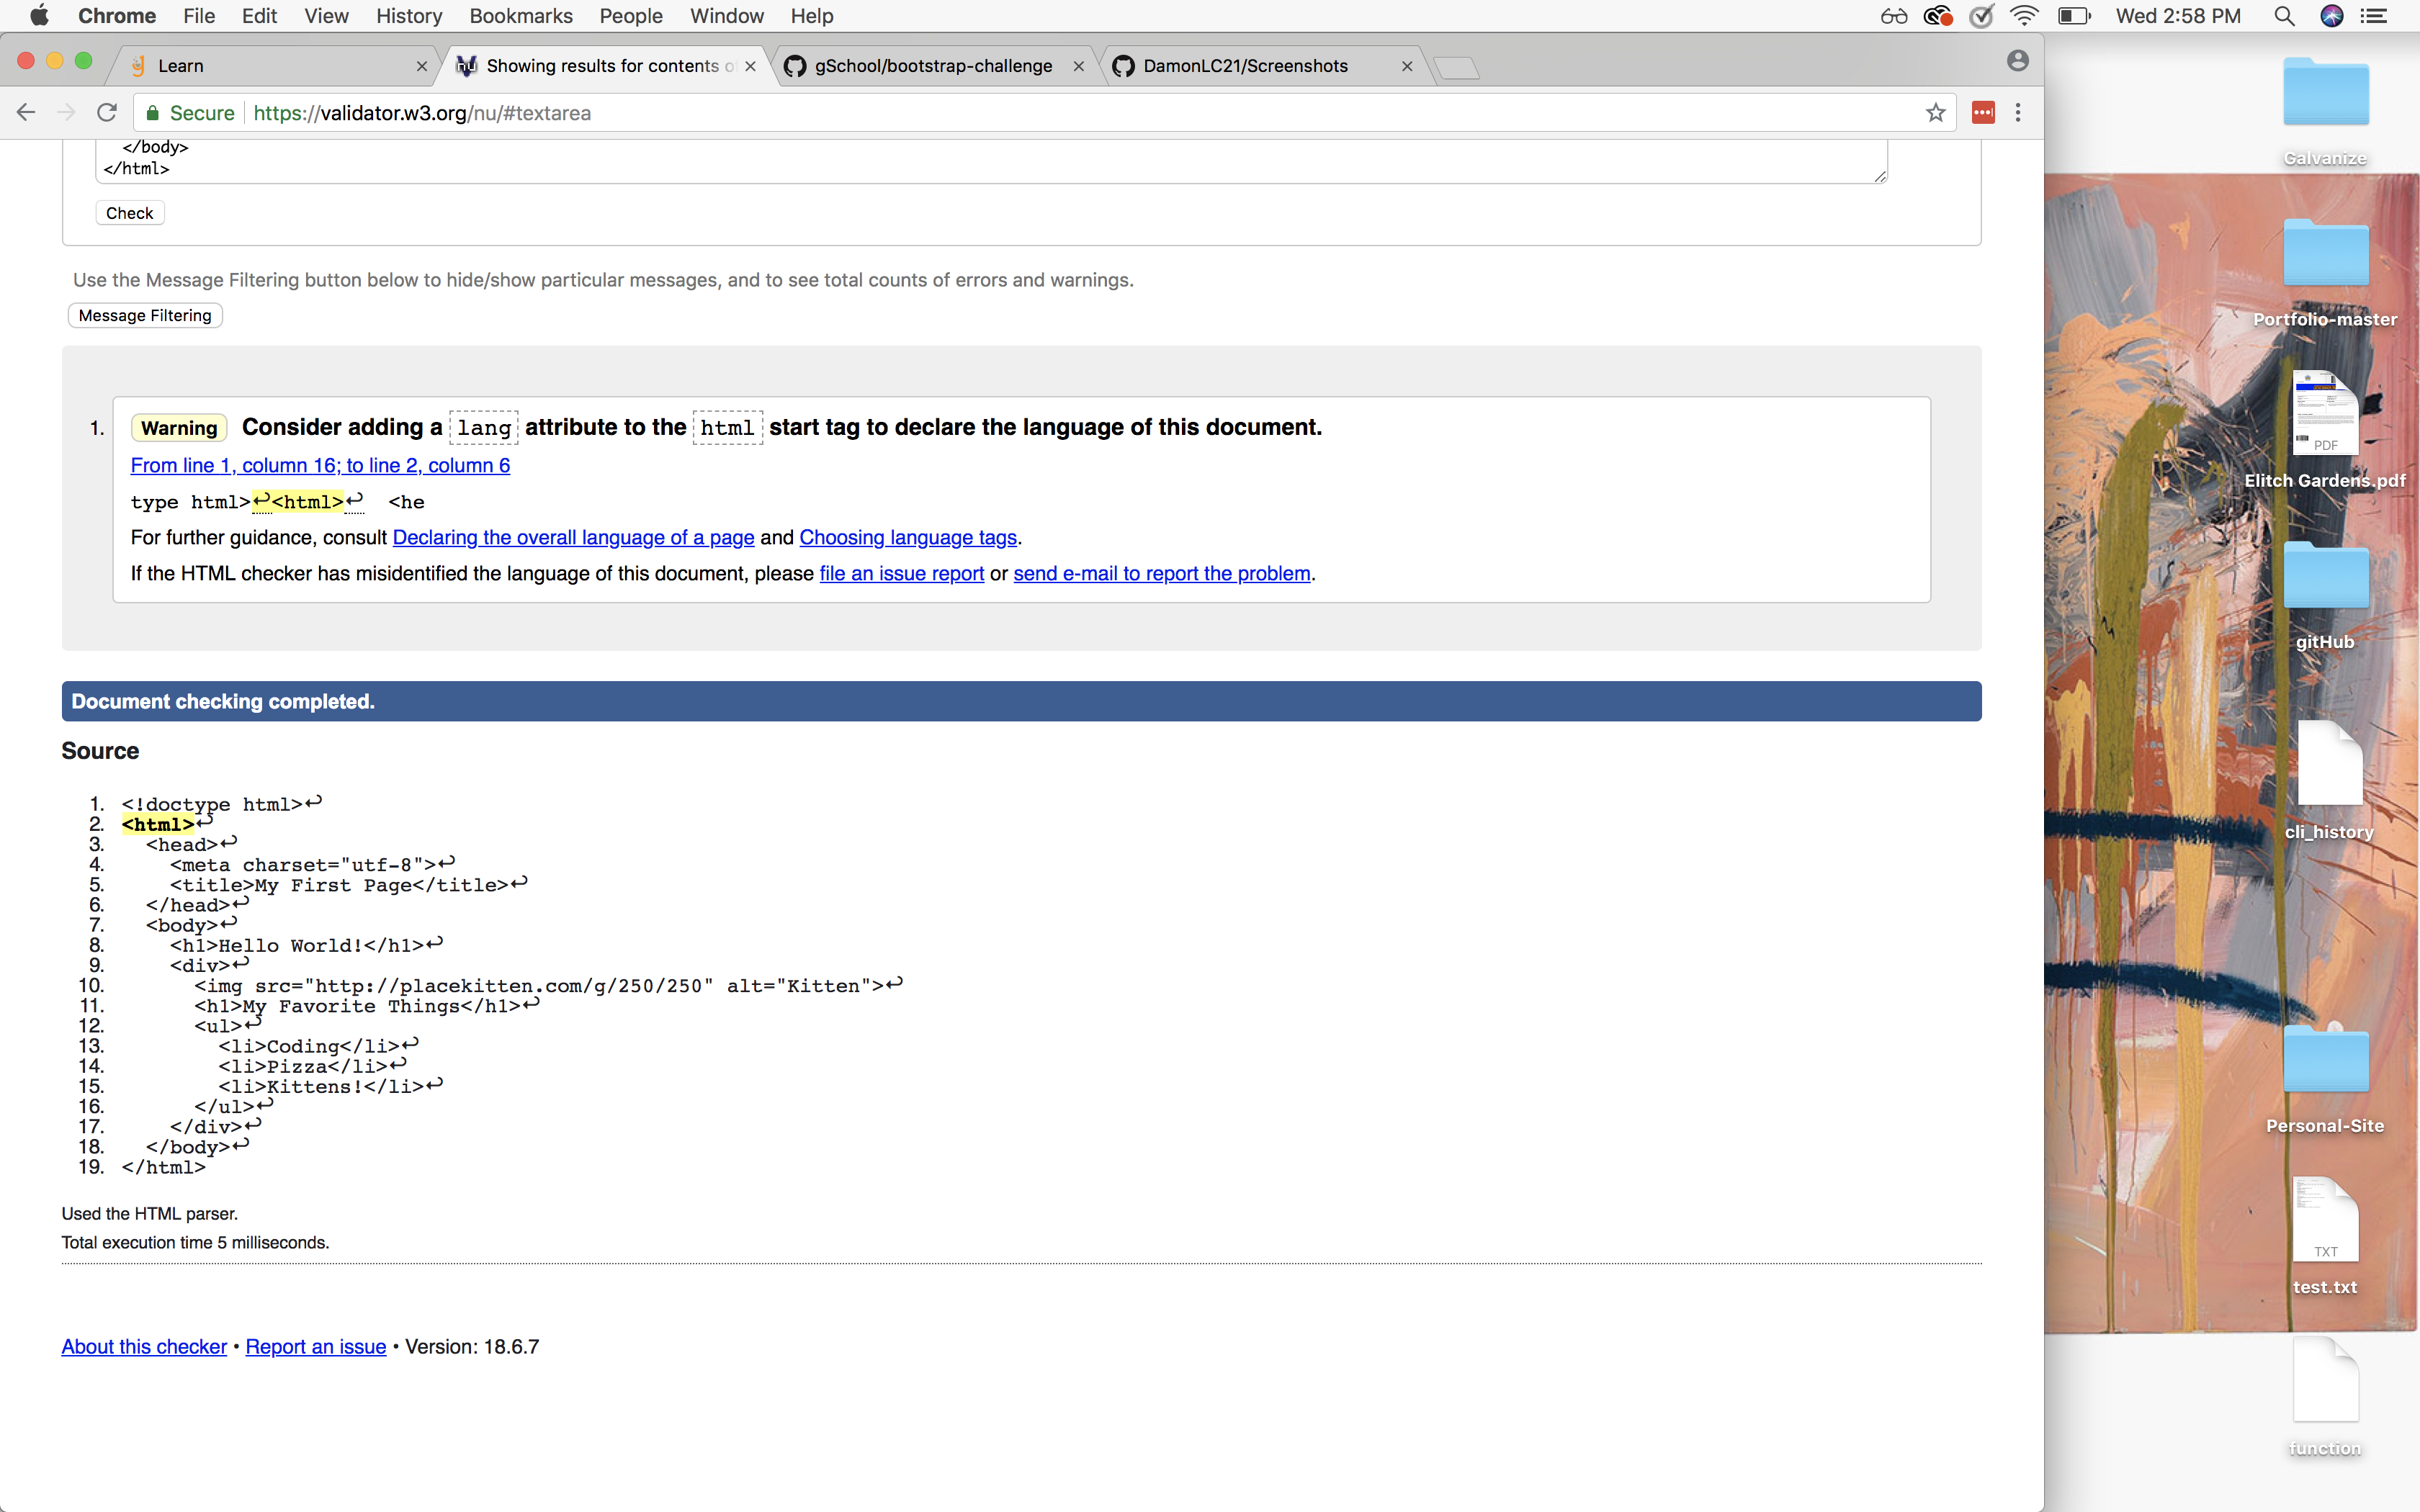 Chrome File Edit View History Bookmarks People Window Help Wed 2:58 PM
Learn Showing results for contents o gSchool/bootstrap-challenge DamonLC21/Screenshots
Secure https://validator.w3.org/nu/#textarea
</body>
</html>
Check
Use the Message Filtering button below to hide/show particular messages, and to see total counts of errors and warnings.
Message Filtering
1. Warning Consider adding a lang attribute to the html start tag to declare the language of this document.
From line 1, column 16; to line 2, column 6
type html>↩<html>↩ <he
For further guidance, consult Declaring the overall language of a page and Choosing language tags.
If the HTML checker has misidentified the language of this document, please file an issue report or send e-mail to report the problem.
Document checking completed.
Source
1. <!doctype html>↩
2. <html>↩
3. <head>↩
4. <meta charset="utf-8">↩
5. <title>My First Page</title>↩
6. </head>↩
7. <body>↩
8. <h1>Hello World!</h1>↩
9. <div>↩
10. <img src="http://placekitten.com/g/250/250" alt="Kitten">↩
11. <h1>My Favorite Things</h1>↩
12. <ul>↩
13. <li>Coding</li>↩
14. <li>Pizza</li>↩
15. <li>Kittens!</li>↩
16. </ul>↩
17. </div>↩
18. </body>↩
19. </html>
Used the HTML parser.
Total execution time 5 milliseconds.
About this checker • Report an issue • Version: 18.6.7
Galvanize
Portfolio-master
PDF
Elitch Gardens.pdf
gitHub
cli_history
Personal-Site
TXT
test.txt
function